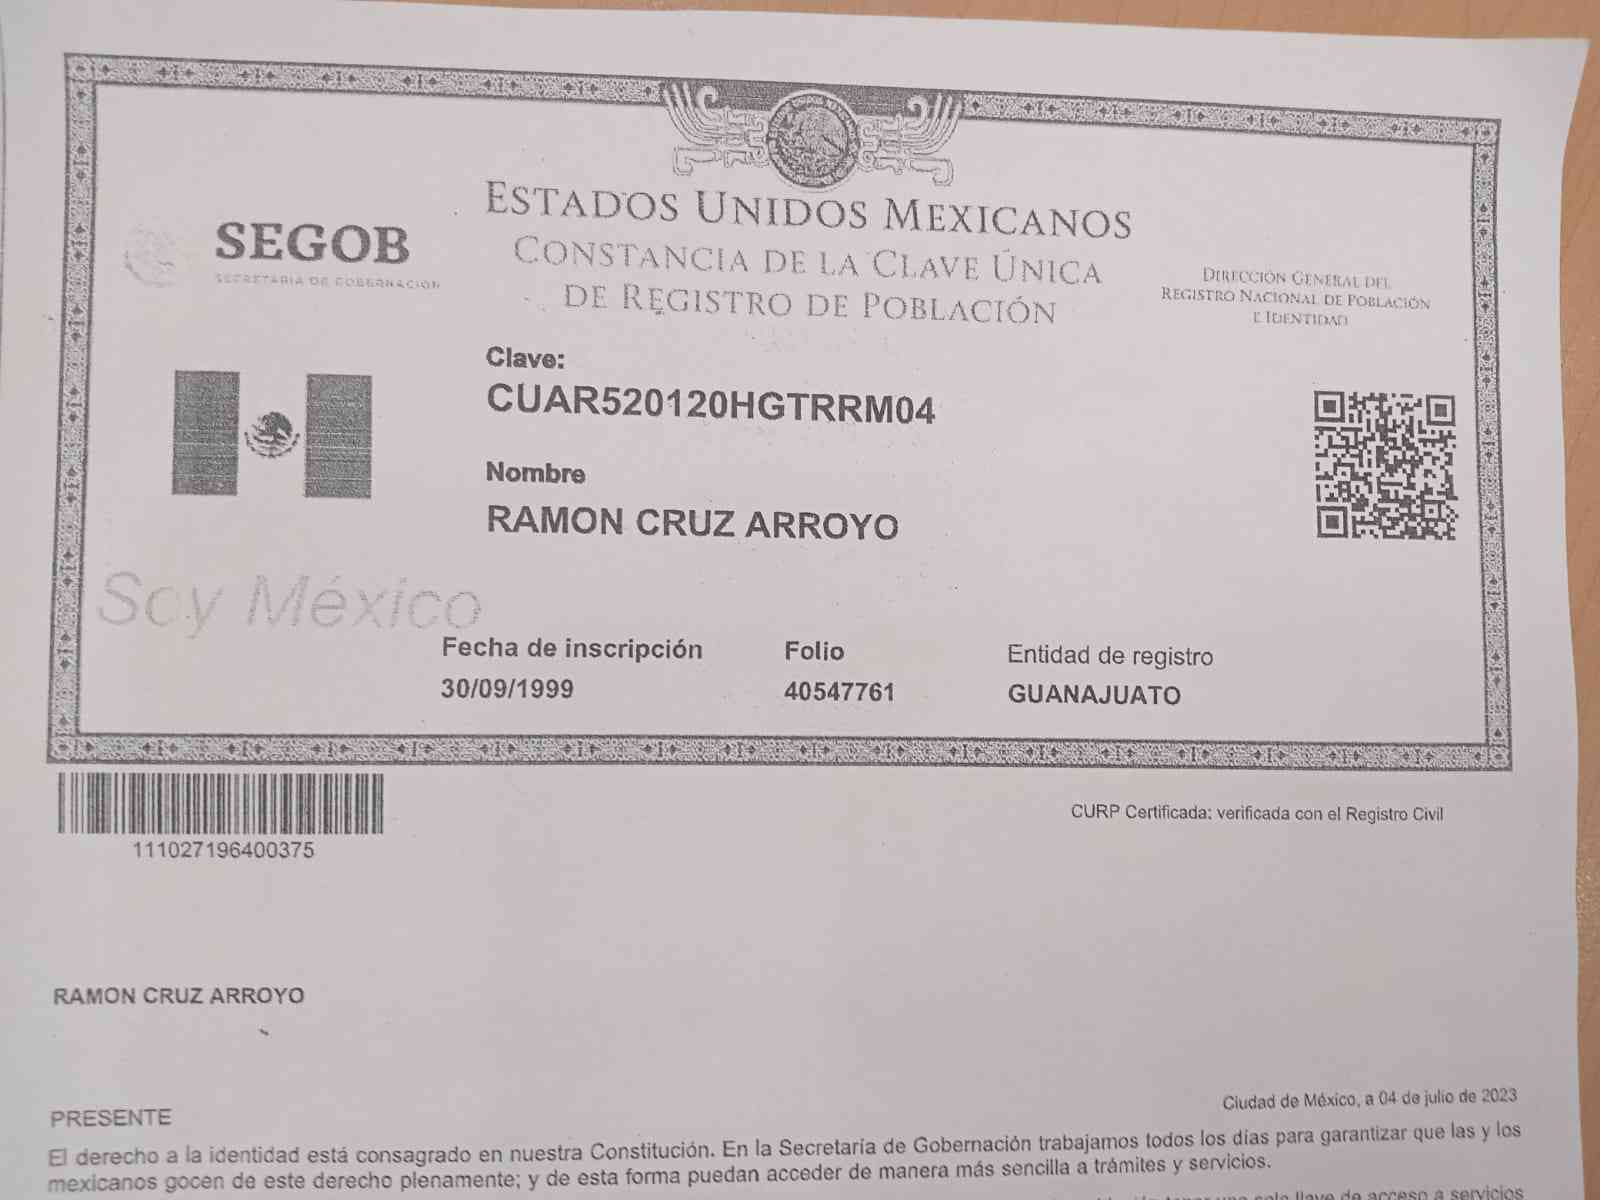 ESTADOS UNIDOS MEXICANOS
CONSTANCIA DE LA CLAVE ÚNICA
DE REGISTRO DE POBLACIÓN
SEGOB
SECRETARÍA DE GOBERNACIÓN
DIRECCIÓN GENERAL DEL
REGISTRO NACIONAL DE POBLACIÓN
E IDENTIDAD
Clave:
CUAR520120HGTRRM04
Nombre
RAMON CRUZ ARROYO
Soy México
Fecha de inscripción
30/09/1999
Folio
40547761
Entidad de registro
GUANAJUATO
111027196400375
CURP Certificada: verificada con el Registro Civil
RAMON CRUZ ARROYO
Ciudad de México, a 04 de julio de 2023
PRESENTE
El derecho a la identidad está consagrado en nuestra Constitución. En la Secretaría de Gobernación trabajamos todos los días para garantizar que las y los
mexicanos gocen de este derecho plenamente; y de esta forma puedan acceder de manera más sencilla a trámites y servicios.
llave de acceso a servicios